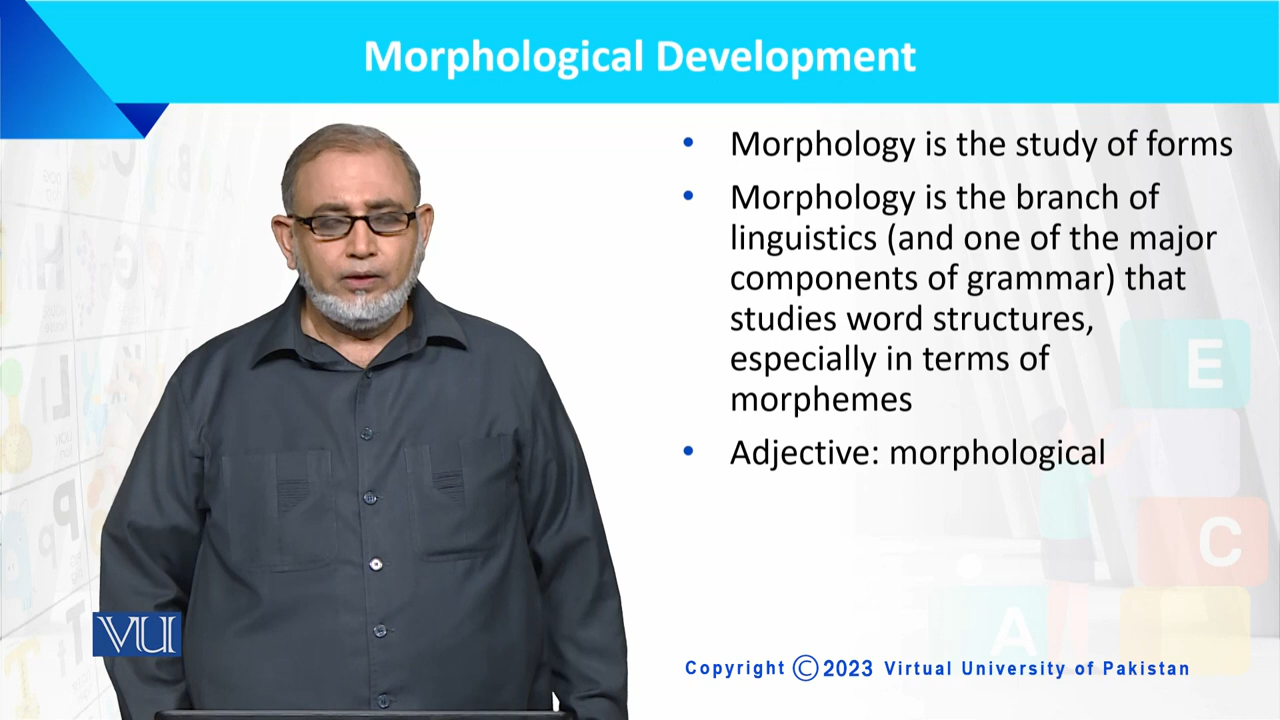 Morphological Development
• Morphology is the study of forms
• Morphology is the branch of
linguistics (and one of the major
components of grammar) that
studies word structures,
especially in terms of
morphemes
• Adjective: morphological
E
C
A
VU
Copyright ©2023 Virtual University of Pakistan